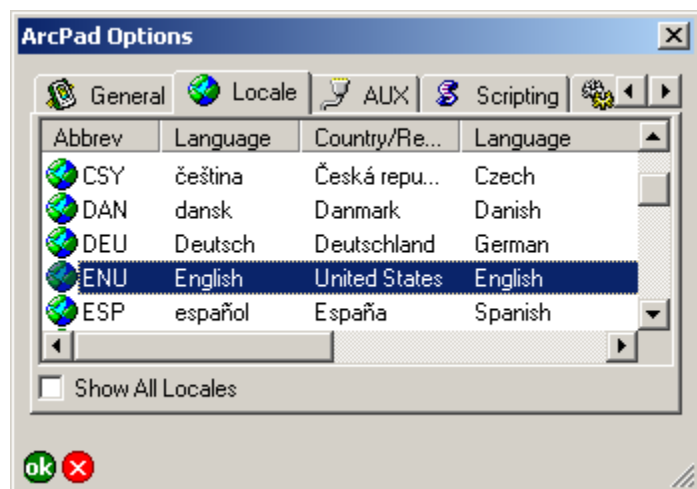 ArcPad Options
General Locale AUX Scripting
Abbrev Language Country/Re... Language
CSY čeština Česká repu... Czech
DAN dansk Danmark Danish
DEU Deutsch Deutschland German
ENU English United States English
ESP español España Spanish
Show All Locales
ok